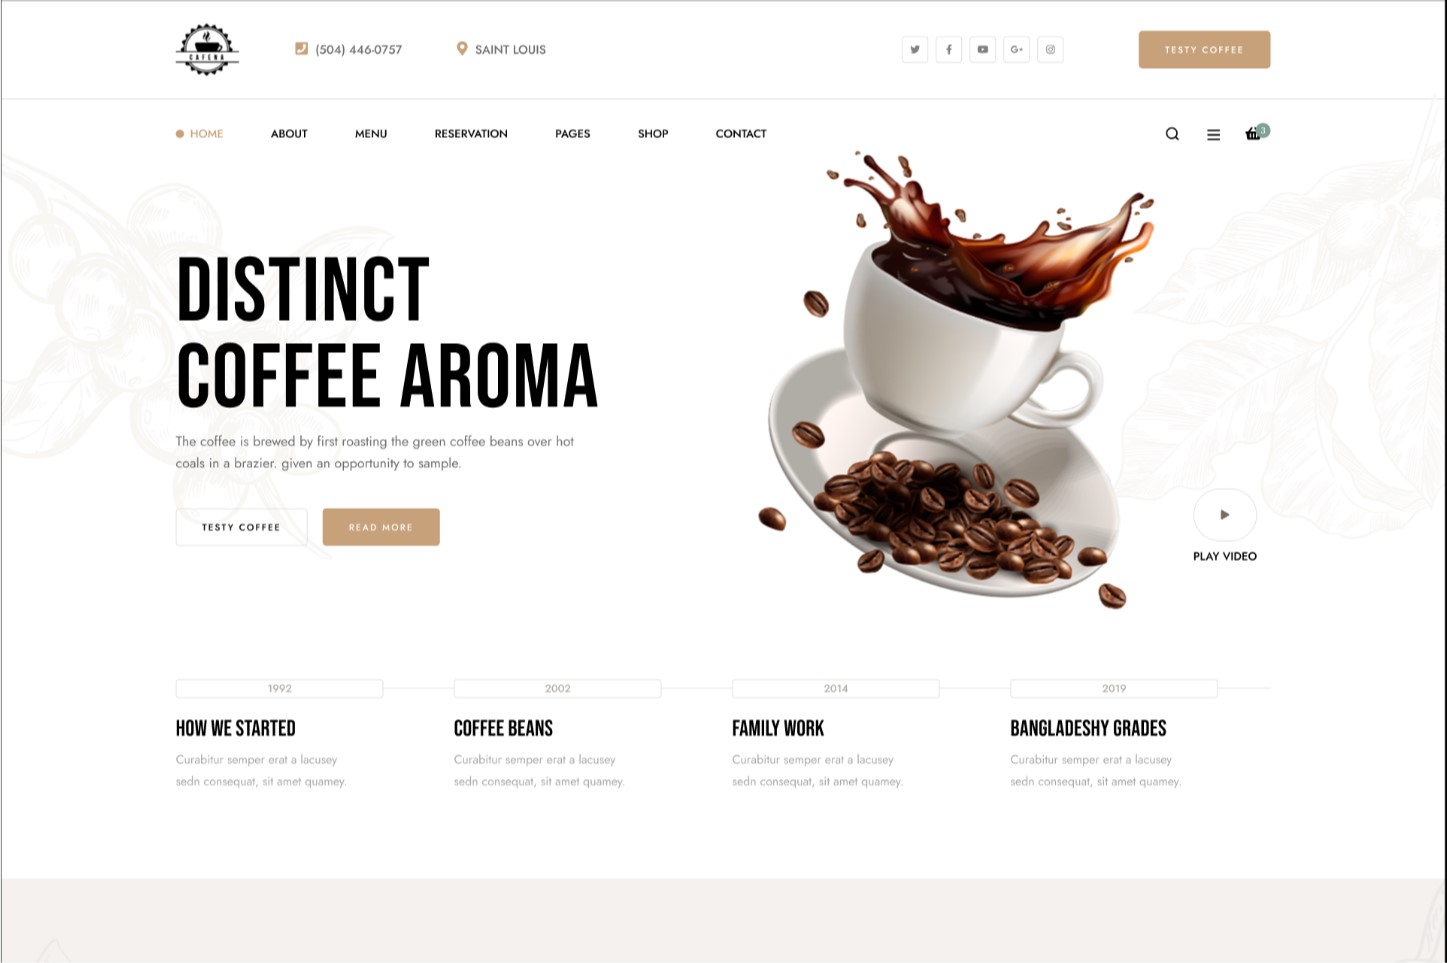 CAFENA
(504) 446-0757
SAINT LOUIS
TESTY COFFEE
HOME
ABOUT
MENU
RESERVATION
PAGES
SHOP
CONTACT
3
DISTINCT
COFFEE AROMA
The coffee is brewed by first roasting the green coffee beans over hot
coals in a brazier. given an opportunity to sample.
TESTY COFFEE
READ MORE
PLAY VIDEO
1992
HOW WE STARTED
Curabitur semper erat a lacusey
sedn consequat, sit amet quamey.
2002
COFFEE BEANS
Curabitur semper erat a lacusey
sedn consequat, sit amet quamey.
2014
FAMILY WORK
Curabitur semper erat a lacusey
sedn consequat, sit amet quamey.
2019
BANGLADESHY GRADES
Curabitur semper erat a lacusey
sedn consequat, sit amet quamey.